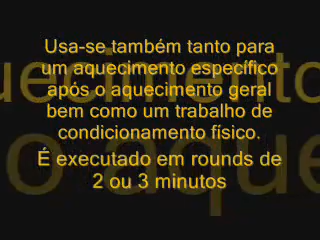 Usa-se também tanto para
um aquecimento específico
após o aquecimento geral
bem como um trabalho de
condicionamento físico.
É executado em rounds de
2 ou 3 minutos